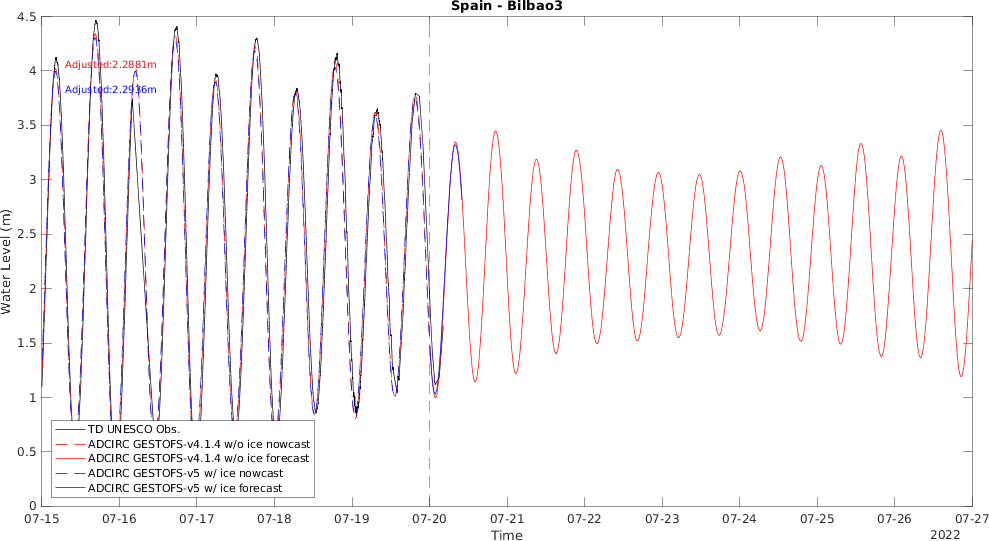 Spain - Bilbao3
4.5
4
3.5
3
2.5
2
1.5
1
0.5
0
Water Level (m)
Adjusted:2.2881m
Adjusted:2.2936m
TD UNESCO Obs.
ADCIRC GESTOFS-v4.1.4 w/o ice nowcast
ADCIRC GESTOFS-v4.1.4 w/o ice forecast
ADCIRC GESTOFS-v5 w/ ice nowcast
ADCIRC GESTOFS-v5 w/ ice forecast
07-15 07-16 07-17 07-18 07-19 07-20 07-21 07-22 07-23 07-24 07-25 07-26 07-27
Time
2022